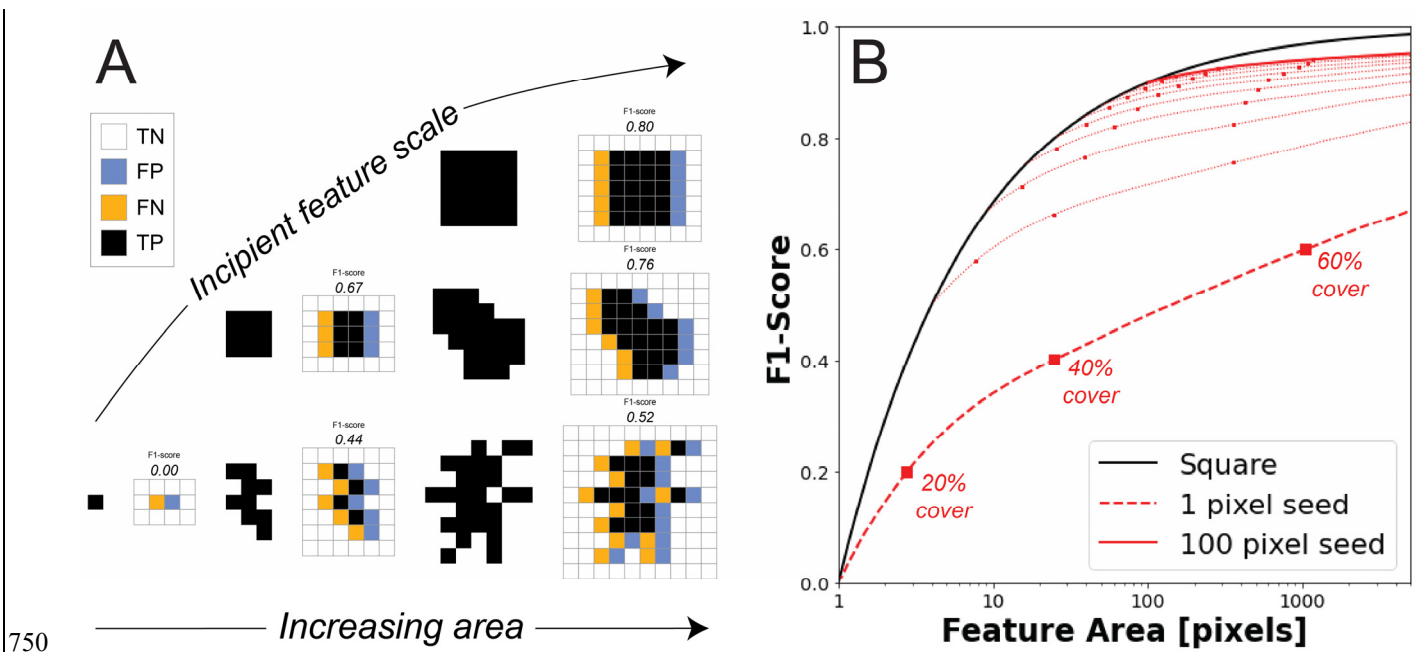 A
TN
FP
FN
TP
Incipient feature scale
F1-score
0.80
F1-score
0.67
F1-score
0.76
F1-score
0.00
F1-score
0.44
F1-score
0.52
Increasing area
750
B
1.0
0.8
0.6
0.4
0.2
0.0
F1-Score
60%
cover
40%
cover
20%
cover
Square
1 pixel seed
100 pixel seed
1
10
100
1000
Feature Area [pixels]